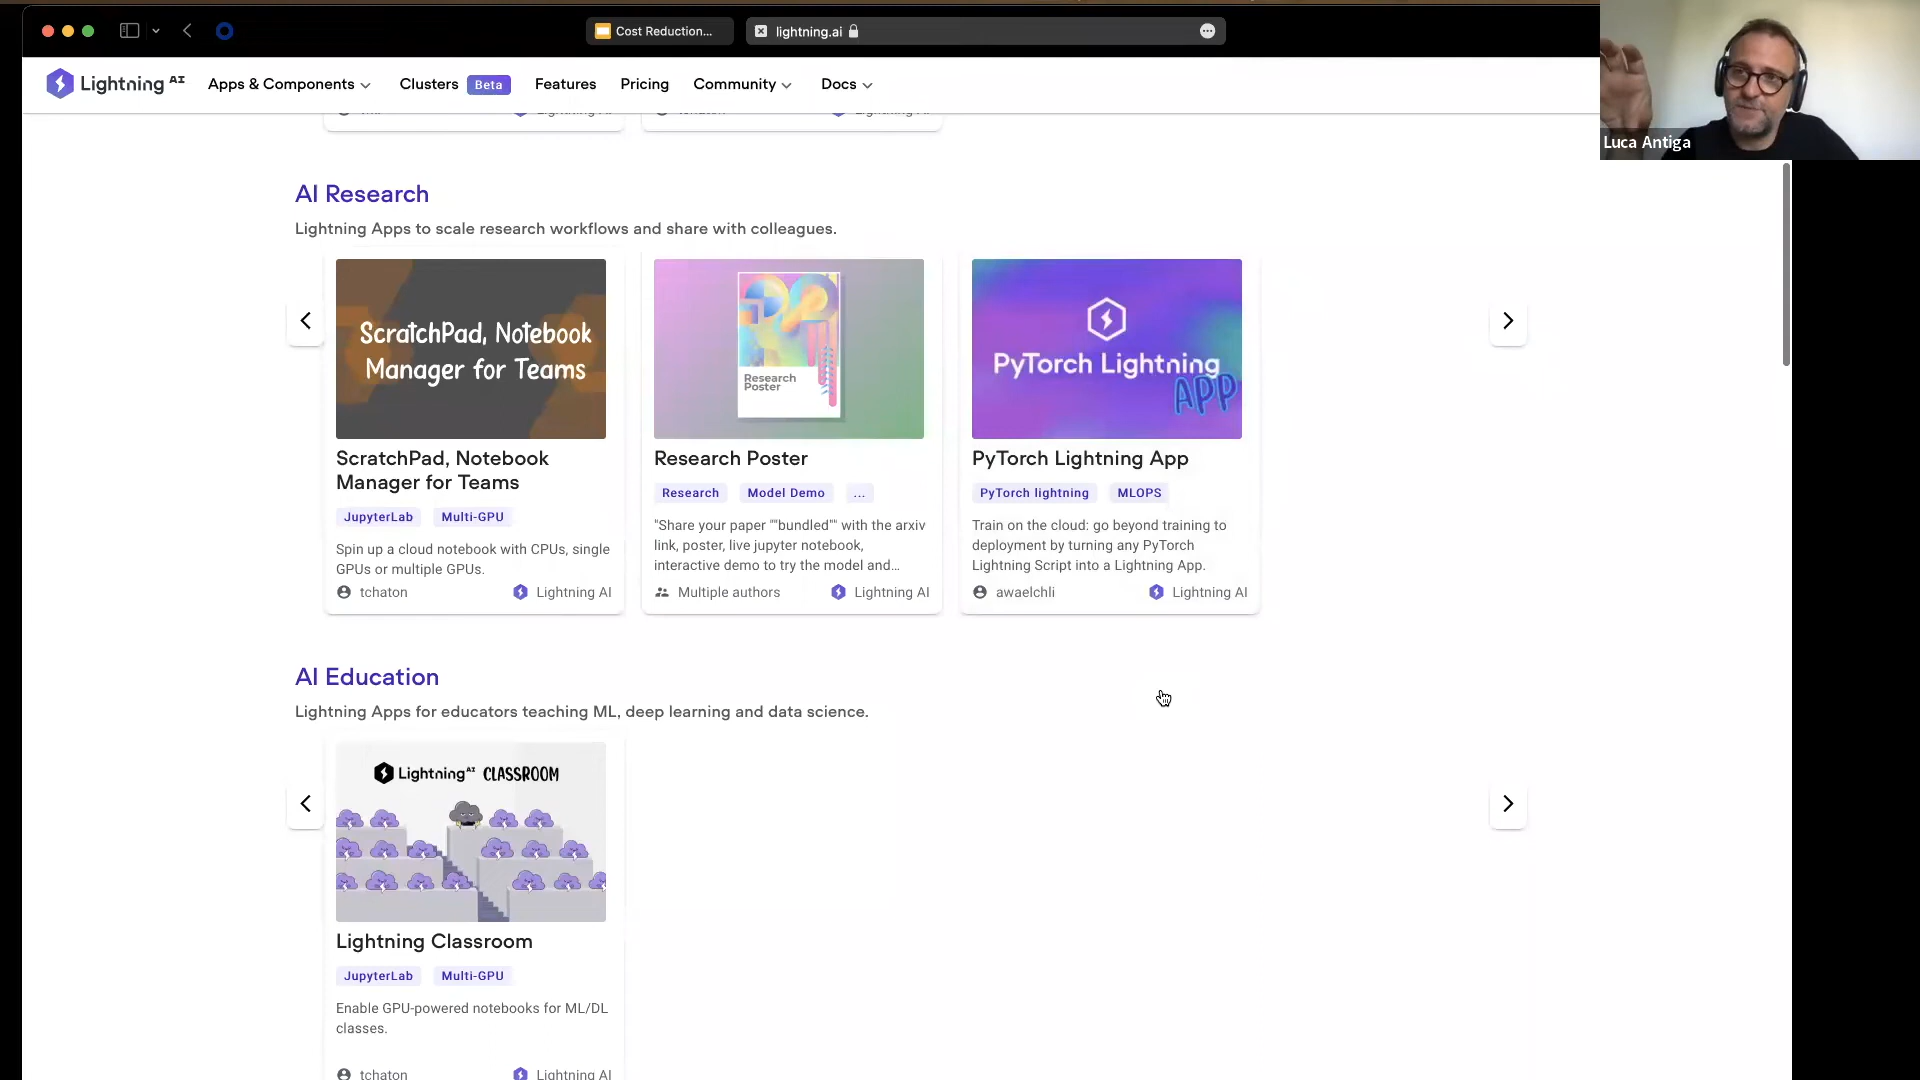 Cost Reduction...
lightning.ai
Lightning AI
Apps & Components
Clusters Beta
Features
Pricing
Community
Docs
Luca Antiga
AI Research
Lightning Apps to scale research workflows and share with colleagues.
ScratchPad, Notebook
Manager for Teams
ScratchPad, Notebook
Manager for Teams
JupyterLab Multi-GPU
Spin up a cloud notebook with CPUs, single
GPUs or multiple GPUs.
tchaton Lightning AI
Research
Poster
Research Poster
Research Model Demo ...
"Share your paper ""bundled"" with the arxiv
link, poster, live jupyter notebook,
interactive demo to try the model and...
Multiple authors Lightning AI
PyTorch Lightning
APP
PyTorch Lightning App
PyTorch lightning MLOPS
Train on the cloud: go beyond training to
deployment by turning any PyTorch
Lightning Script into a Lightning App.
awaelchli Lightning AI
AI Education
Lightning Apps for educators teaching ML, deep learning and data science.
Lightning AI CLASSROOM
Lightning Classroom
JupyterLab Multi-GPU
Enable GPU-powered notebooks for ML/DL
classes.
tchaton Lightning AI